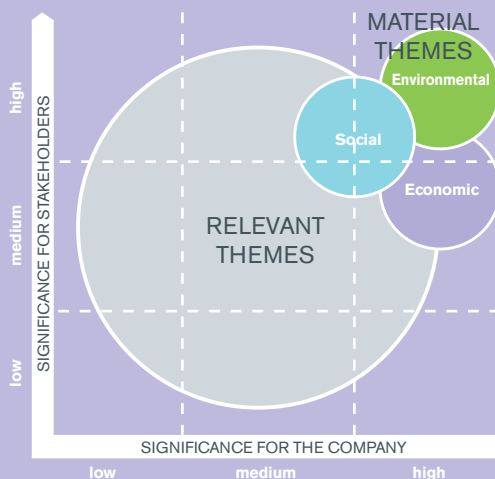 MATERIAL
THEMES
Environmental
Social
Economic
RELEVANT
THEMES
high
medium
low
SIGNIFICANCE FOR STAKEHOLDERS
SIGNIFICANCE FOR THE COMPANY
low
medium
high